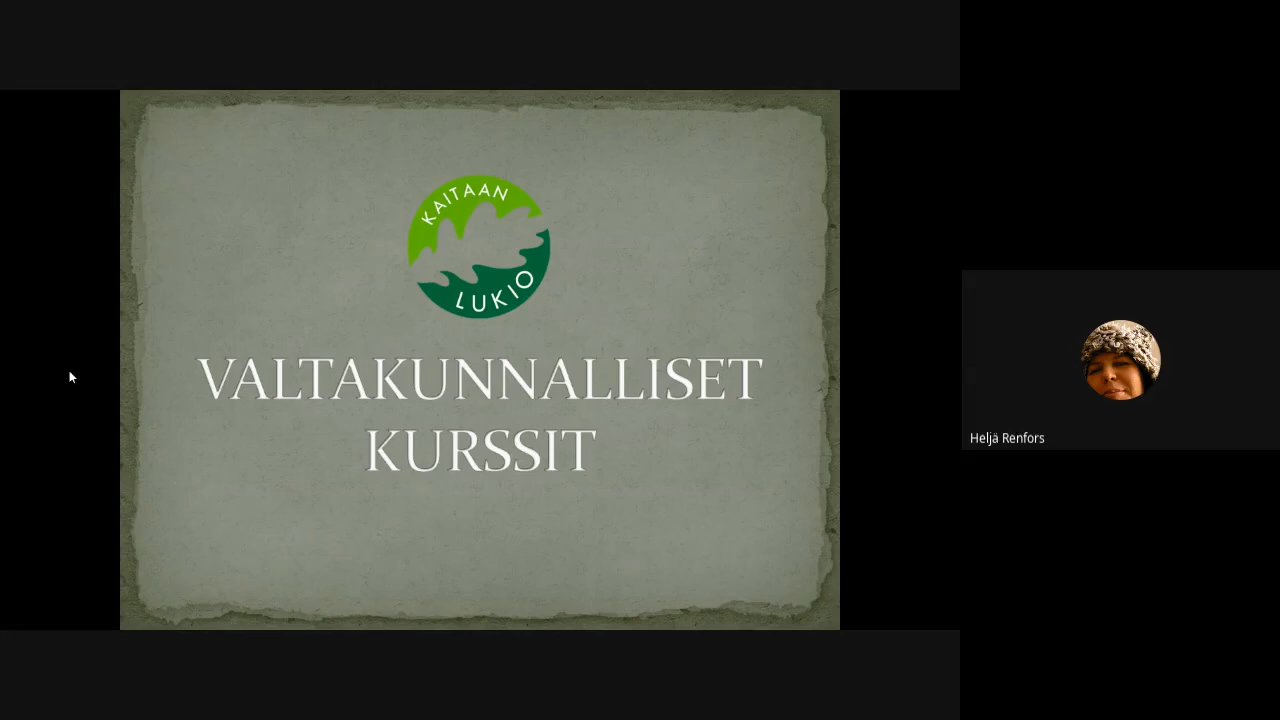 KAITAAN
LUKIO
VALTAKUNNALLISET
KURSSIT
Heljä Renfors